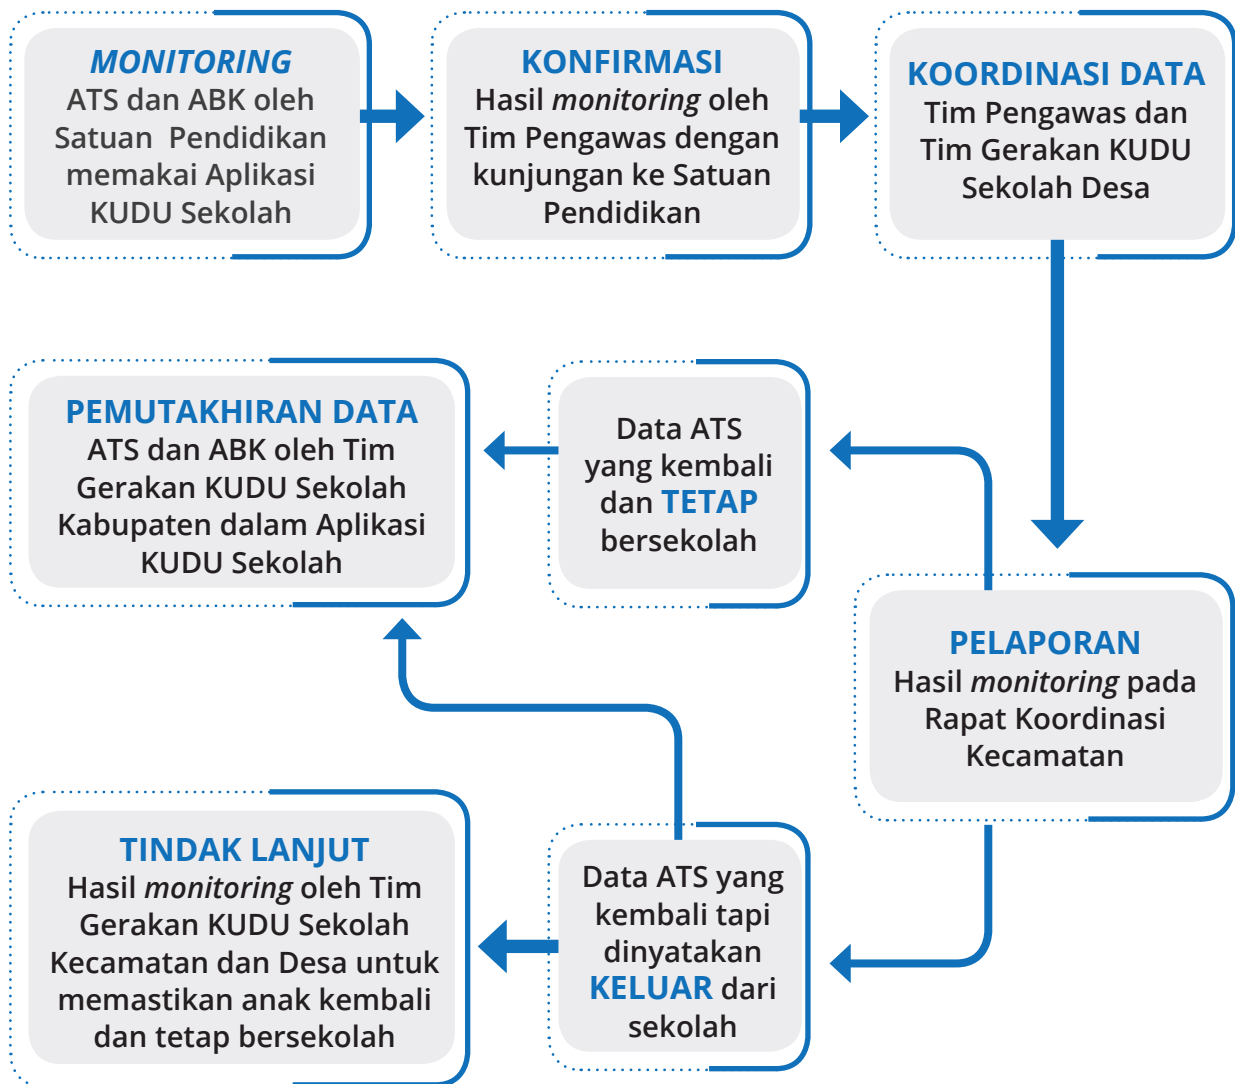 MONITORING
ATS dan ABK oleh
Satuan Pendidikan
memakai Aplikasi
KUDU Sekolah
KONFIRMASI
Hasil monitoring oleh
Tim Pengawas dengan
kunjungan ke Satuan
Pendidikan
KOORDINASI DATA
Tim Pengawas dan
Tim Gerakan KUDU
Sekolah Desa
PEMUTAKHIRAN DATA
ATS dan ABK oleh Tim
Gerakan KUDU Sekolah
Kabupaten dalam Aplikasi
KUDU Sekolah
Data ATS
yang kembali
dan TETAP
bersekolah
PELAPORAN
Hasil monitoring pada
Rapat Koordinasi
Kecamatan
TINDAK LANJUT
Hasil monitoring oleh Tim
Gerakan KUDU Sekolah
Kecamatan dan Desa untuk
memastikan anak kembali
dan tetap bersekolah
Data ATS yang
kembali tapi
dinyatakan
KELUAR dari
sekolah